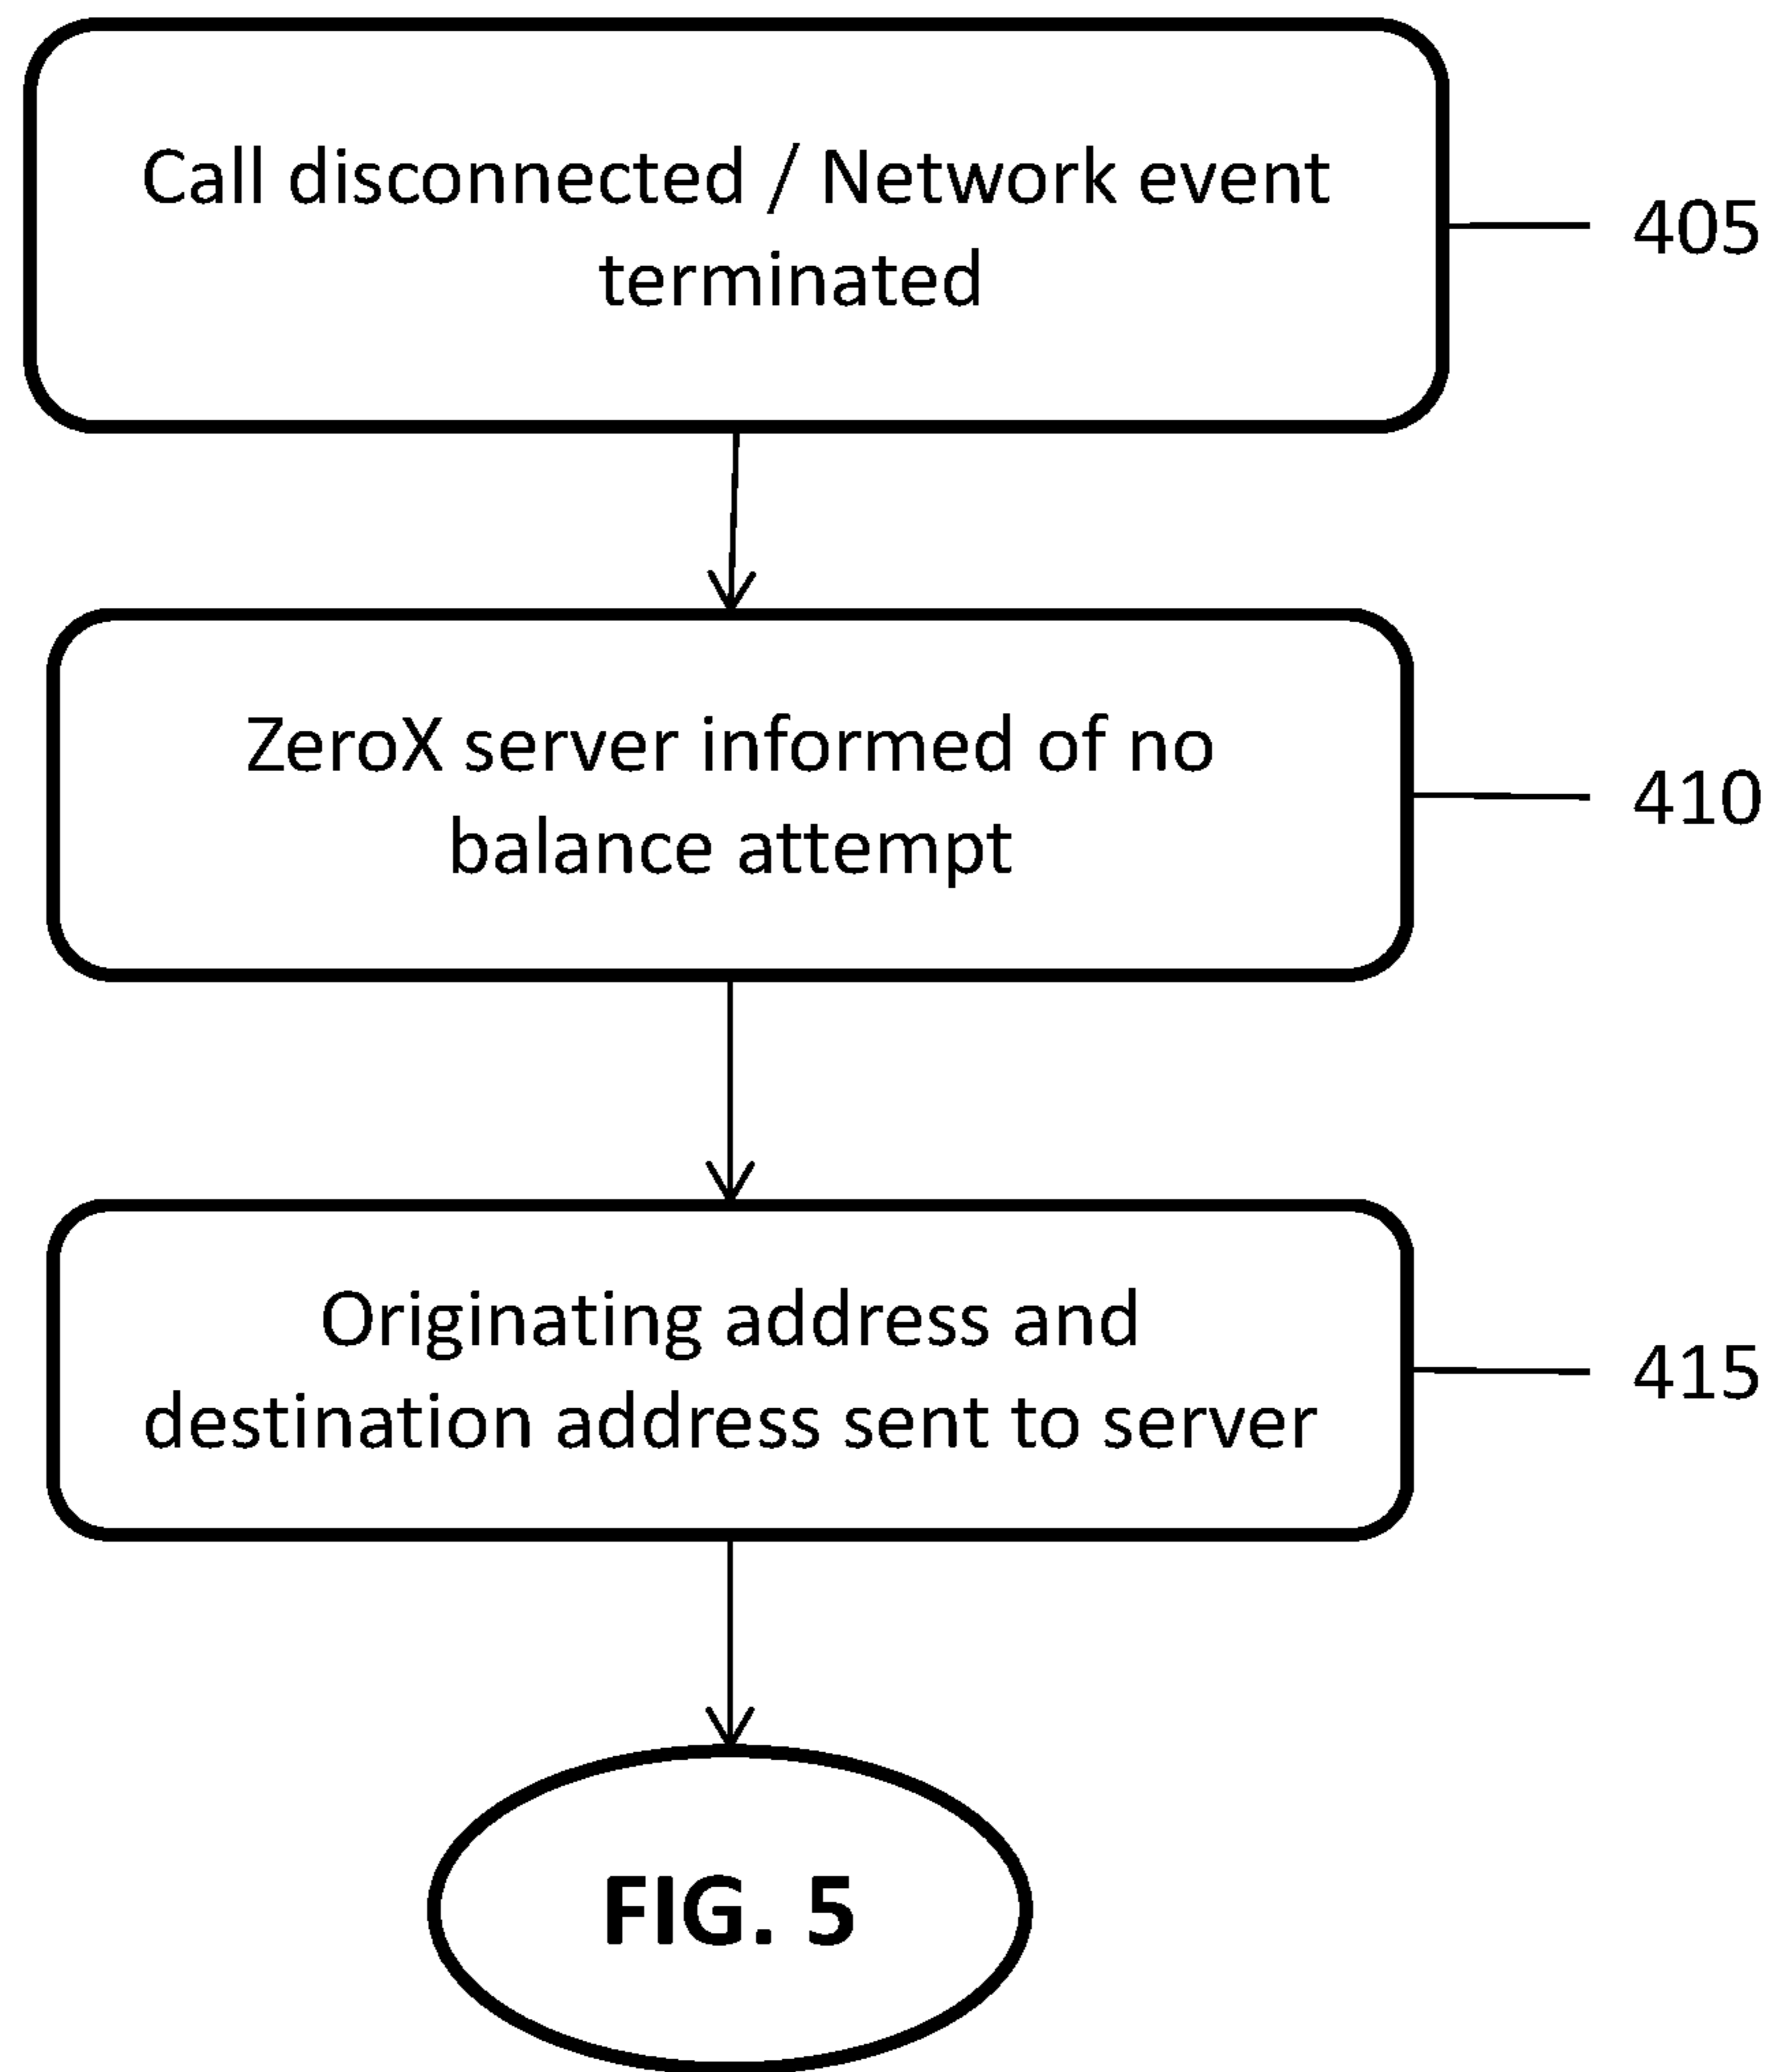 Call disconnected / Network event
terminated
405
ZeroX server informed of no
balance attempt
410
Originating address and
destination address sent to server
415
FIG. 5